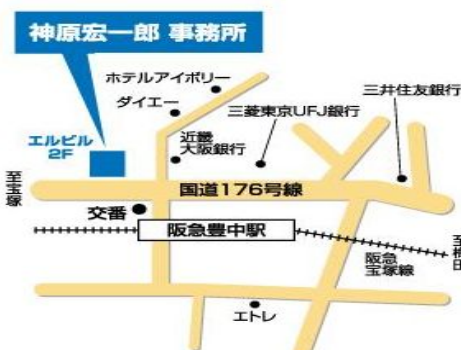 神原宏一郎 事務所
ホテルアイボリー
ダイエー
三井住友銀行
三菱東京UFJ銀行
エルビル
2F
近畿
大阪銀行
至宝塚
国道176号線
交番
阪急豊中駅
至梅田
阪急
宝塚線
エトレ